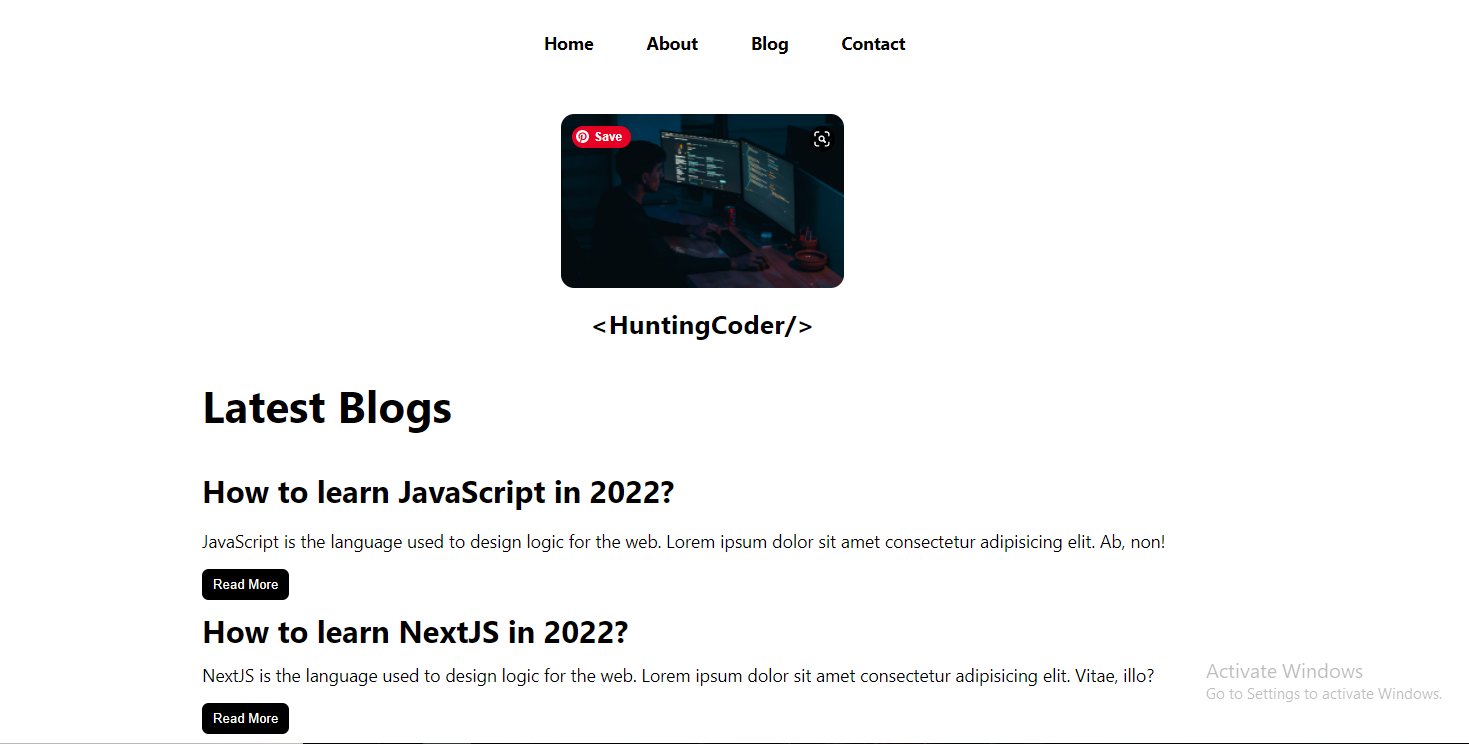 Home About Blog Contact
Save
<HuntingCoder/>
Latest Blogs
How to learn JavaScript in 2022?
JavaScript is the language used to design logic for the web. Lorem ipsum dolor sit amet consectetur adipisicing elit. Ab, non!
Read More
How to learn NextJS in 2022?
NextJS is the language used to design logic for the web. Lorem ipsum dolor sit amet consectetur adipisicing elit. Vitae, illo?
Activate Windows
Go to Settings to activate Windows.
Read More